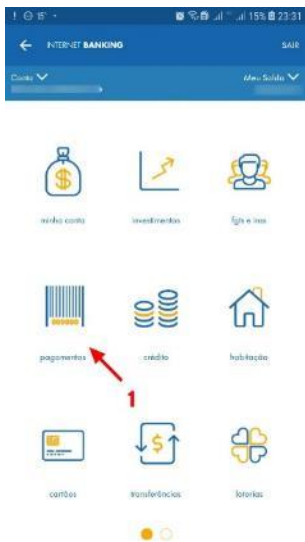 15% 23:31
INTERNET BANKING
SAIR
Conta
Meu Saldo
minha conta
investimentos
fgts e inss
pagamentos
crédito
habitação
1
cartões
transferências
loterias